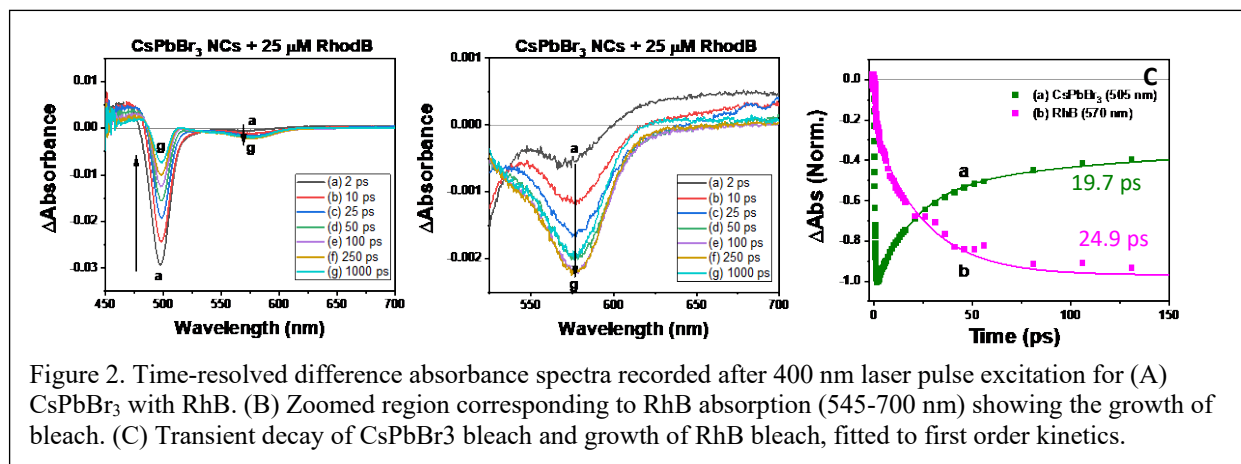 CsPbBr₃ NCs + 25 μM RhodB
0.01
0.00
-0.01
-0.02
-0.03
ΔAbsorbance
g
a
a
g
(a) 2 ps
(b) 10 ps
(c) 25 ps
(d) 50 ps
(e) 100 ps
(f) 250 ps
(g) 1000 ps
450 500 550 600 650 700
Wavelength (nm)
CsPbBr₃ NCs + 25 μM RhodB
0.001
0.000
-0.001
-0.002
ΔAbsorbance
a
g
(a) 2 ps
(b) 10 ps
(c) 25 ps
(d) 50 ps
(e) 100 ps
(f) 250 ps
(g) 1000 ps
550 600 650 700
Wavelength (nm)
C
0.0
-0.2
-0.4
-0.6
-0.8
-1.0
ΔAbs (Norm.)
(a) CsPbBr₃ (505 nm)
(b) RhB (570 nm)
a
19.7 ps
24.9 ps
b
0 50 100 150
Time (ps)
Figure 2. Time-resolved difference absorbance spectra recorded after 400 nm laser pulse excitation for (A)
CsPbBr₃ with RhB. (B) Zoomed region corresponding to RhB absorption (545-700 nm) showing the growth of
bleach. (C) Transient decay of CsPbBr3 bleach and growth of RhB bleach, fitted to first order kinetics.